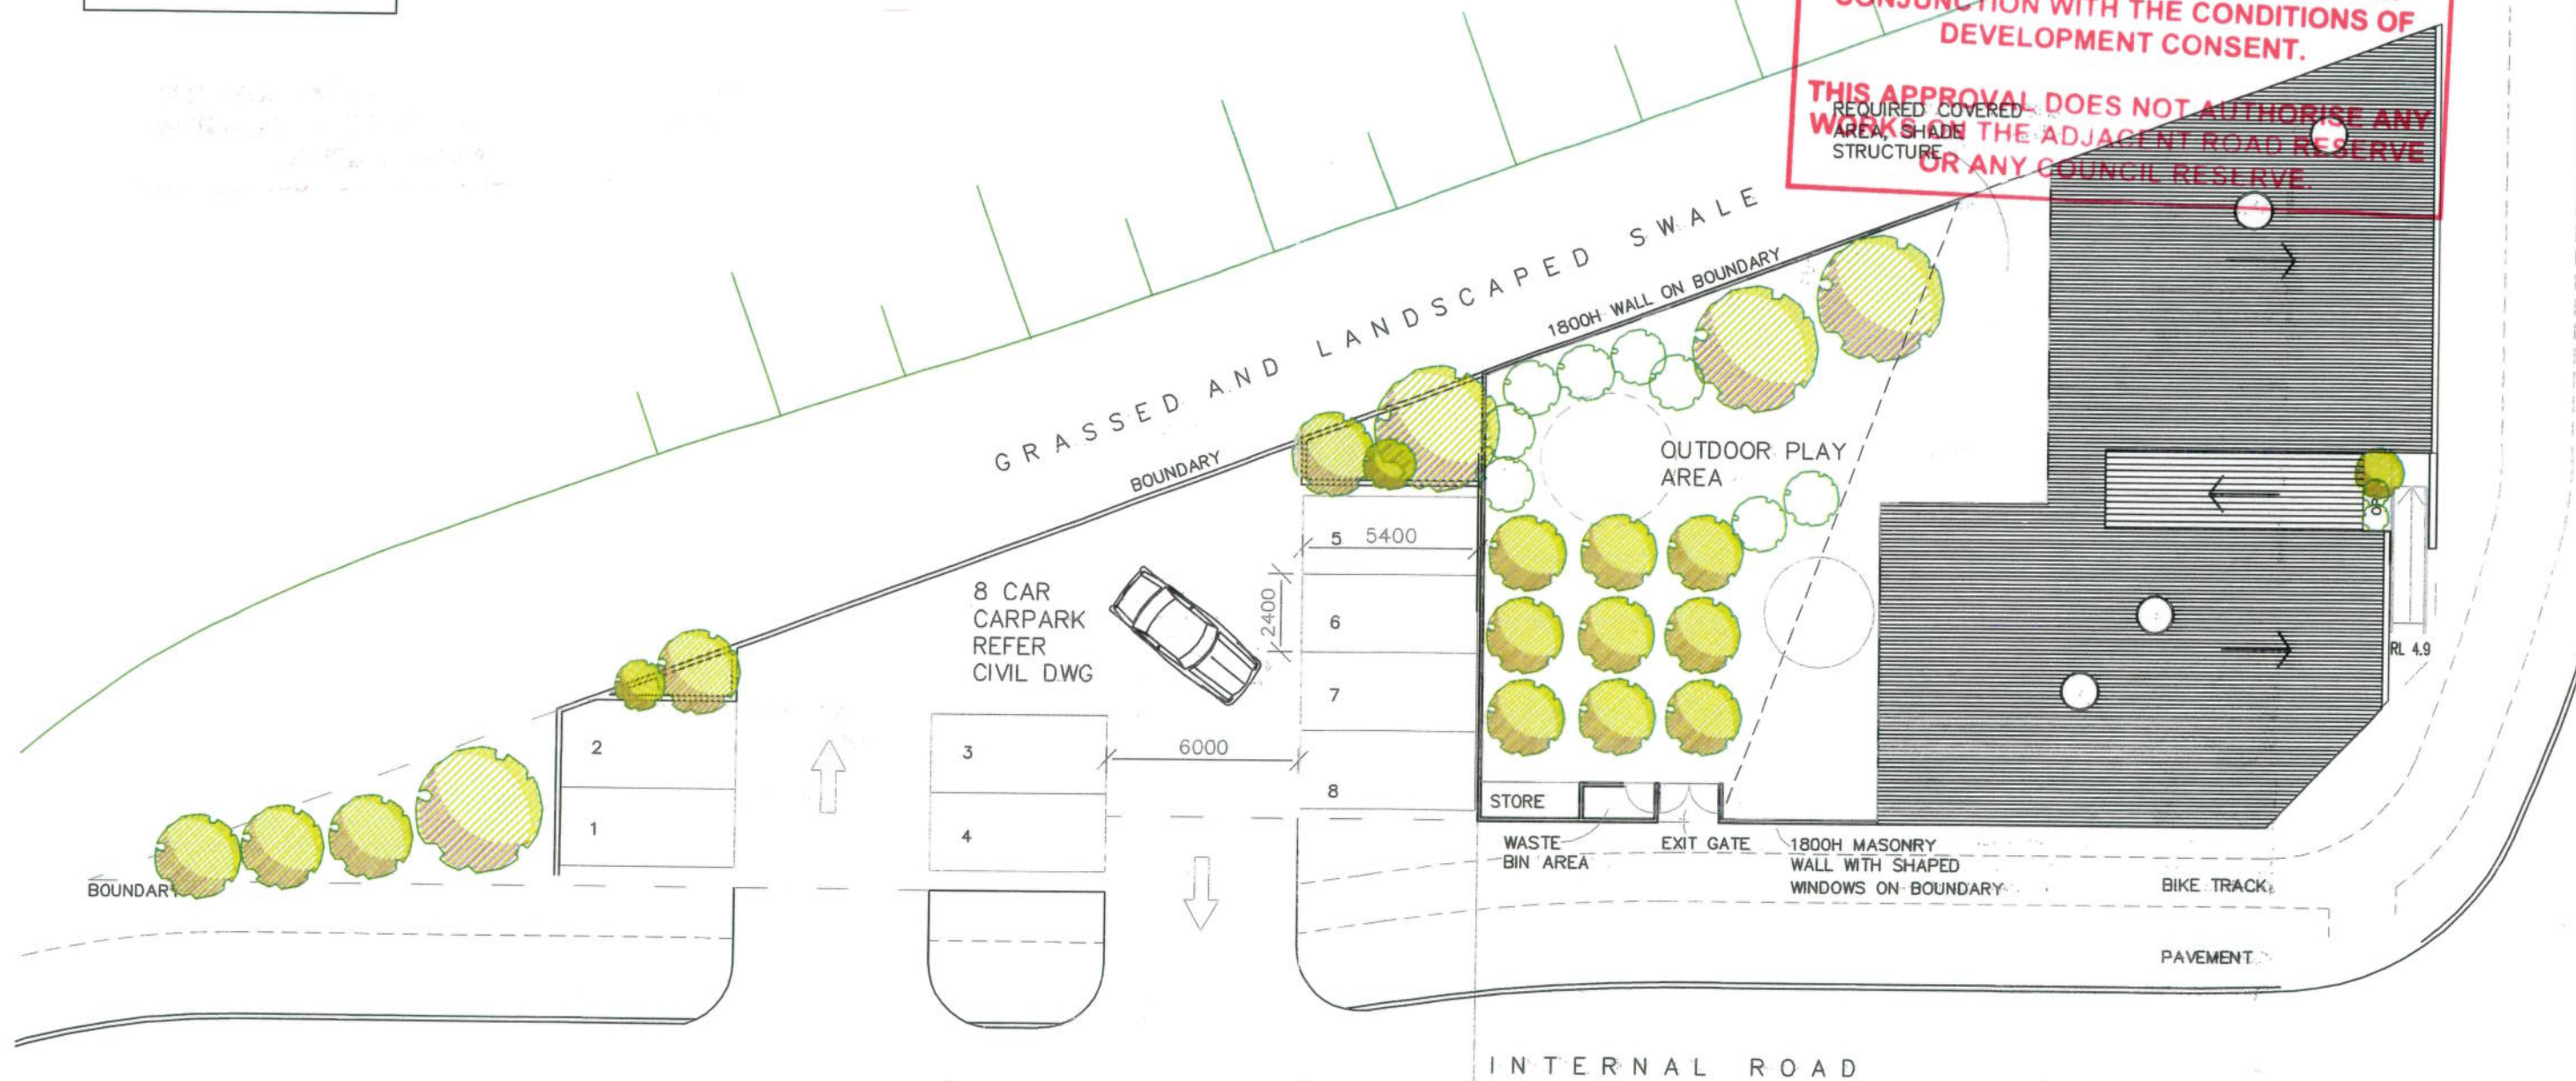 CONJUNCTION WITH THE CONDITIONS OF
DEVELOPMENT CONSENT.
THIS APPROVAL DOES NOT AUTHORISE ANY
WORKS ON THE ADJACENT ROAD RESERVE
OR ANY COUNCIL RESERVE.
REQUIRED COVERED
AREA, SHADE
STRUCTURE
GRASSED AND LANDSCAPED SWALE
1800H WALL ON BOUNDARY
BOUNDARY
OUTDOOR PLAY
AREA
8 CAR
CARPARK
REFER
CIVIL DWG
5 5400
2400
6
7
8
6000
2
1
3
4
RL 4.9
STORE
WASTE
BIN AREA
EXIT GATE
1800H MASONRY
WALL WITH SHAPED
WINDOWS ON BOUNDARY
BOUNDARY
BIKE TRACK
PAVEMENT
INTERNAL ROAD